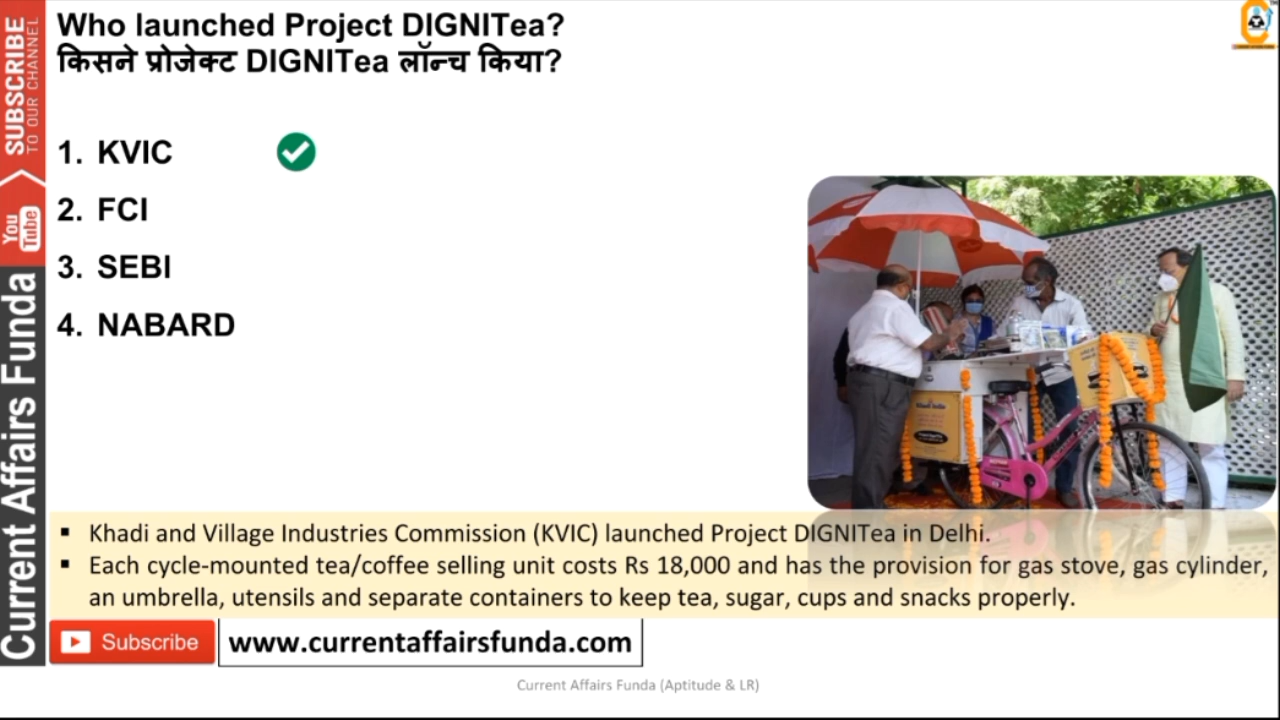 Who launched Project DIGNITea?
किसने प्रोजेक्ट DIGNITea लॉन्च किया?
1. KVIC
2. FCI
3. SEBI
4. NABARD
▪ Khadi and Village Industries Commission (KVIC) launched Project DIGNITea in Delhi.
▪ Each cycle-mounted tea/coffee selling unit costs Rs 18,000 and has the provision for gas stove, gas cylinder,
an umbrella, utensils and separate containers to keep tea, sugar, cups and snacks properly.
Subscribe
www.currentaffairsfunda.com
Current Affairs Funda (Aptitude & LR)
SUBSCRIBE
TO OUR CHANNEL
You
Tube
Current Affairs Funda